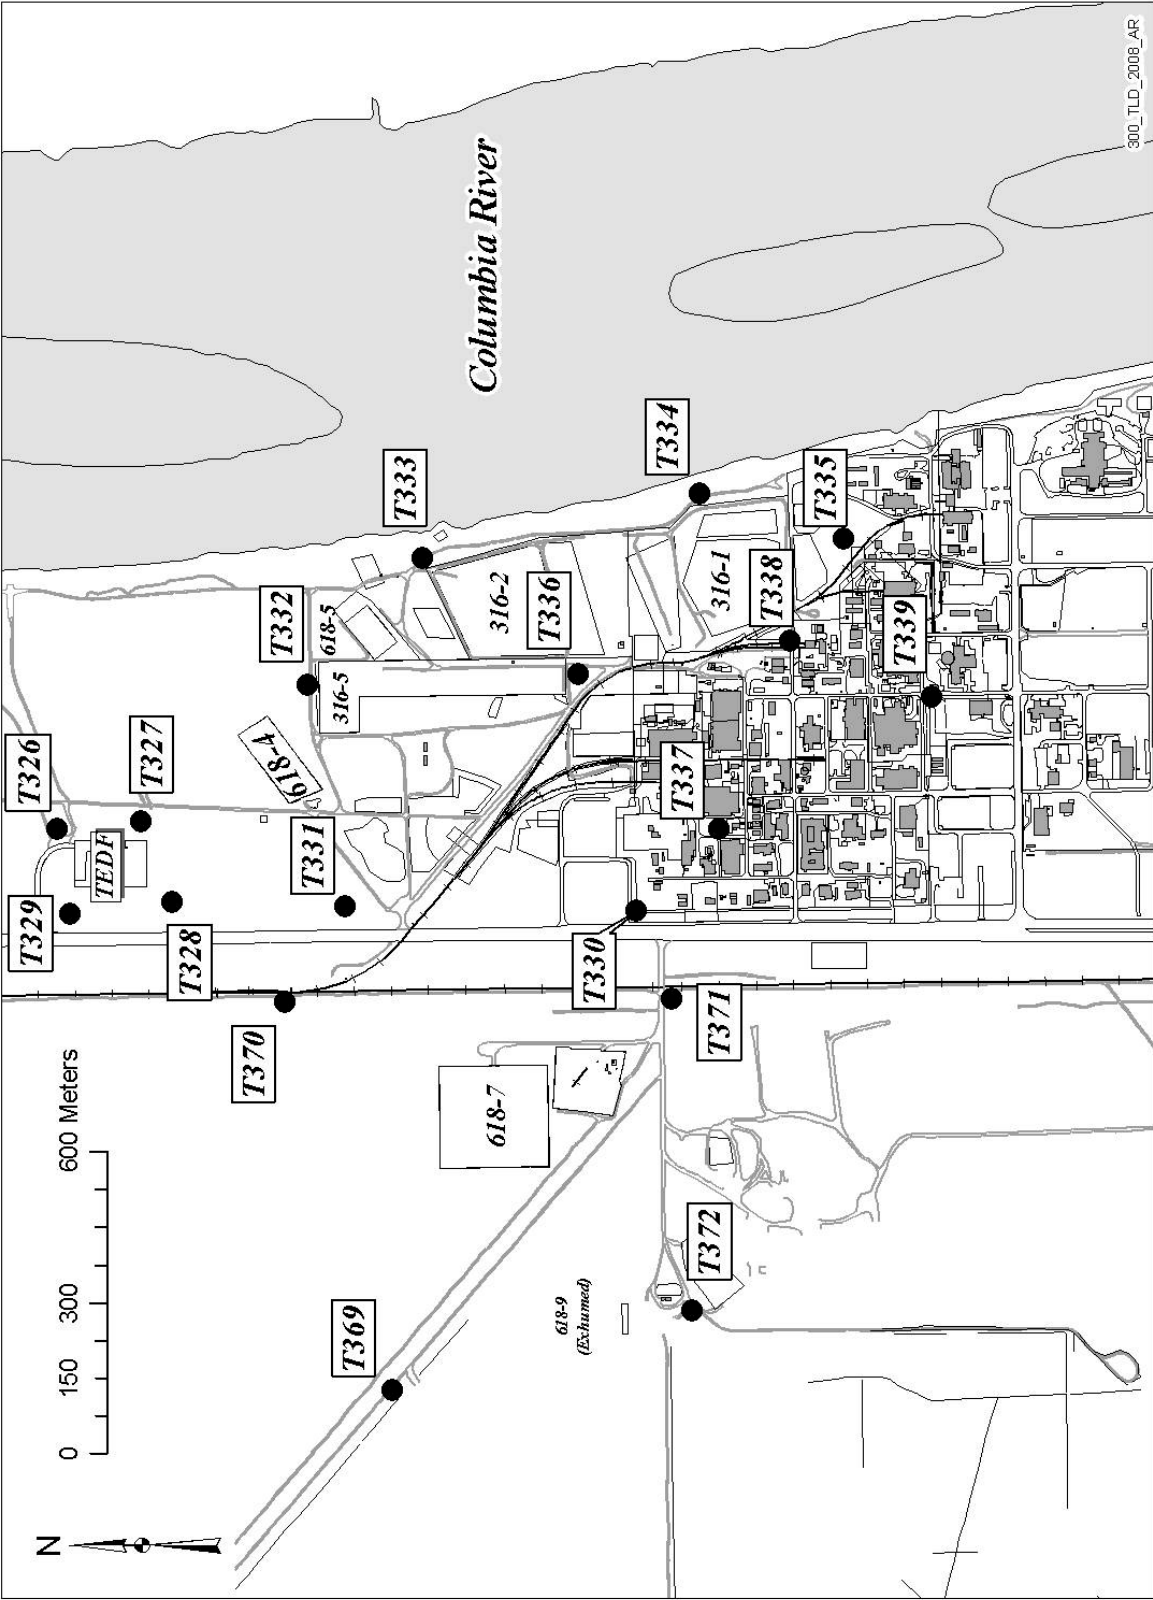 N
0 150 300 600 Meters
T326
T329
TEDF
T327
T328
T370
618-4
T331
T332
316-5
618-5
T333
Columbia River
316-2
T336
T369
618-7
618-9
(Exhumed)
T330
T371
T372
T334
316-1
T337
T338
T335
T339
300_TLD_2008_AR